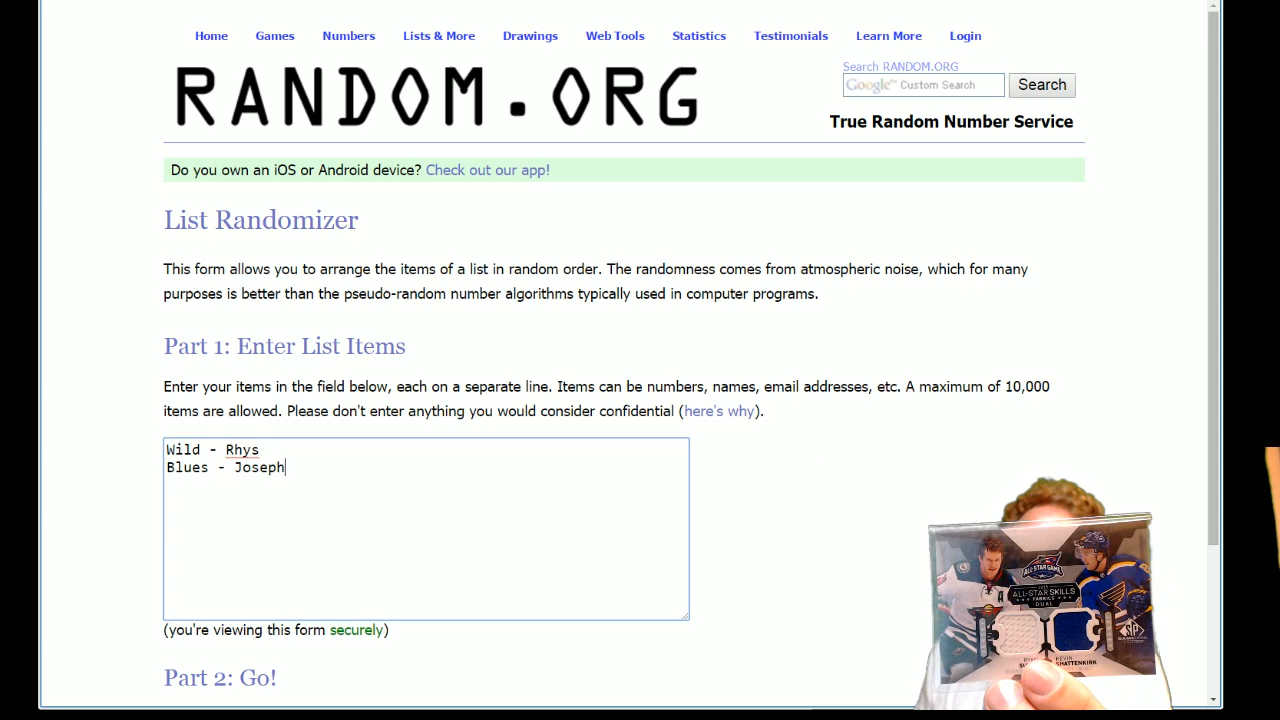 Home Games Numbers Lists & More Drawings Web Tools Statistics Testimonials Learn More Login
RANDOM.ORG
Search RANDOM.ORG
Google™ Custom Search Search
True Random Number Service
Do you own an iOS or Android device? Check out our app!
List Randomizer
This form allows you to arrange the items of a list in random order. The randomness comes from atmospheric noise, which for many
purposes is better than the pseudo-random number algorithms typically used in computer programs.
Part 1: Enter List Items
Enter your items in the field below, each on a separate line. Items can be numbers, names, email addresses, etc. A maximum of 10,000
items are allowed. Please don't enter anything you would consider confidential (here's why).
Wild - Rhys
Blues - Joseph
(you're viewing this form securely)
Part 2: Go!
ALL-STAR GAME
ALL-STAR SKILLS
FABRICS
DUAL
SP
KEVIN
SHATTENKIRK